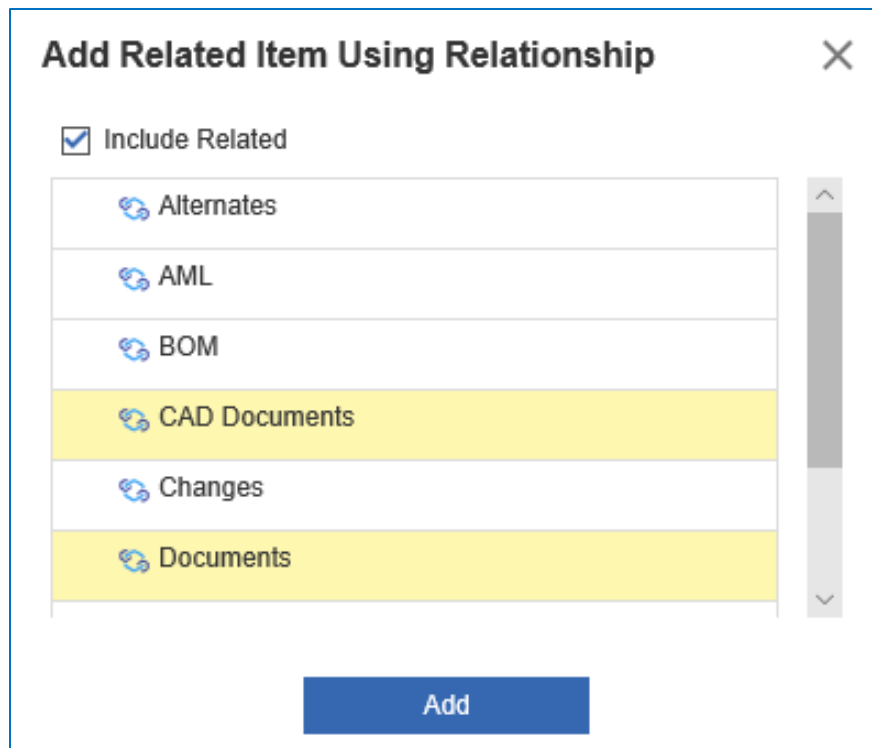 Add Related Item Using Relationship
Include Related
Alternates
AML
BOM
CAD Documents
Changes
Documents
Add